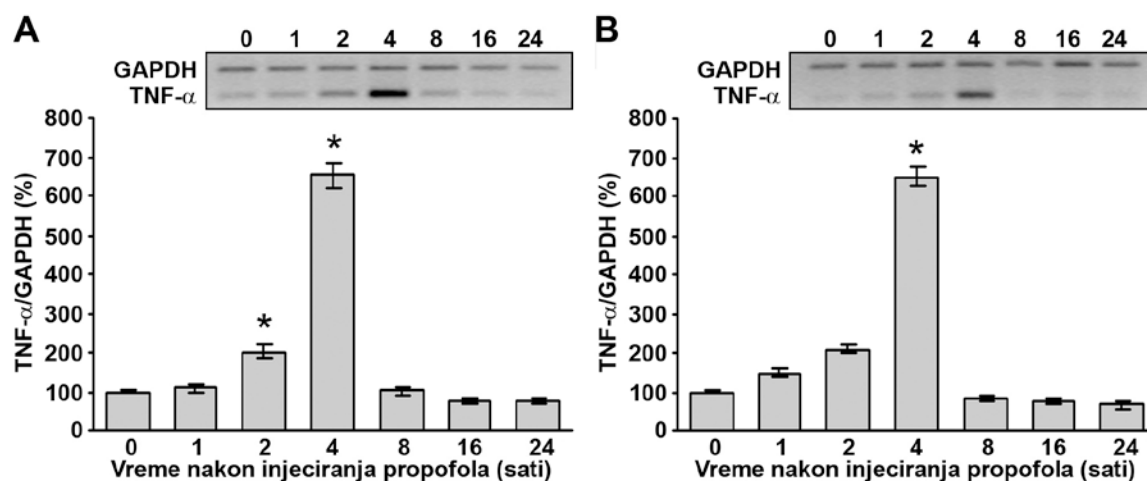 A
0 1 2 4 8 16 24
GAPDH
TNF-α
800
700
600
500
400
300
200
100
0
TNF-α/GAPDH (%)
*
*
0 1 2 4 8 16 24
Vreme nakon injeciranja propofola (sati)
B
0 1 2 4 8 16 24
GAPDH
TNF-α
800
700
600
500
400
300
200
100
0
TNF-α/GAPDH (%)
*
0 1 2 4 8 16 24
Vreme nakon injeciranja propofola (sati)